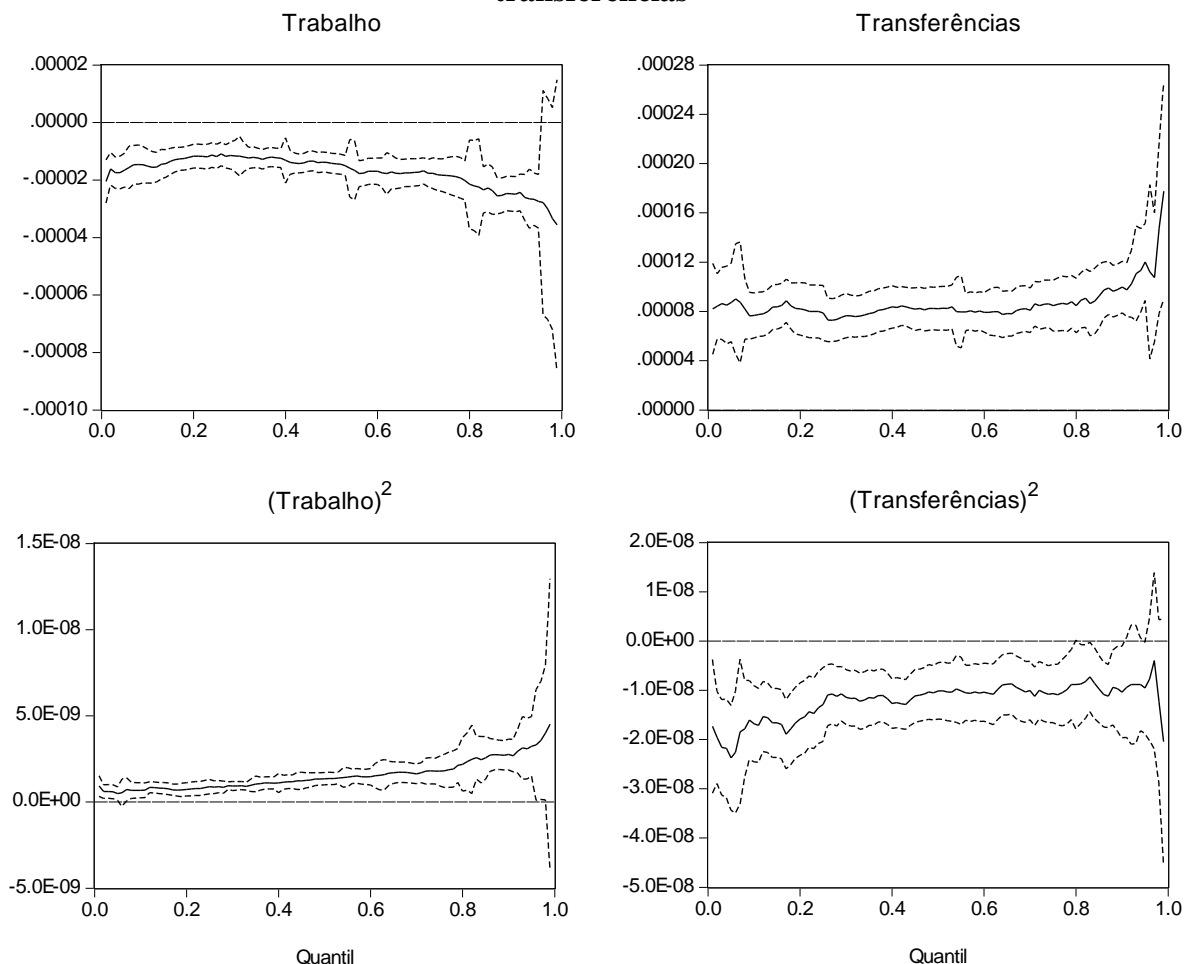 transferências
Trabalho
Transferências
.00002
.00000
-.00002
-.00004
-.00006
-.00008
-.00010
0.0 0.2 0.4 0.6 0.8 1.0
.00028
.00024
.00020
.00016
.00012
.00008
.00004
.00000
0.0 0.2 0.4 0.6 0.8 1.0
(Trabalho)2
(Transferências)2
1.5E-08
1.0E-08
5.0E-09
0.0E+00
-5.0E-09
0.0 0.2 0.4 0.6 0.8 1.0
Quantil
2.0E-08
1E-08
0.0E+00
-1.0E-08
-2.0E-08
-3.0E-08
-4.0E-08
-5.0E-08
0.0 0.2 0.4 0.6 0.8 1.0
Quantil